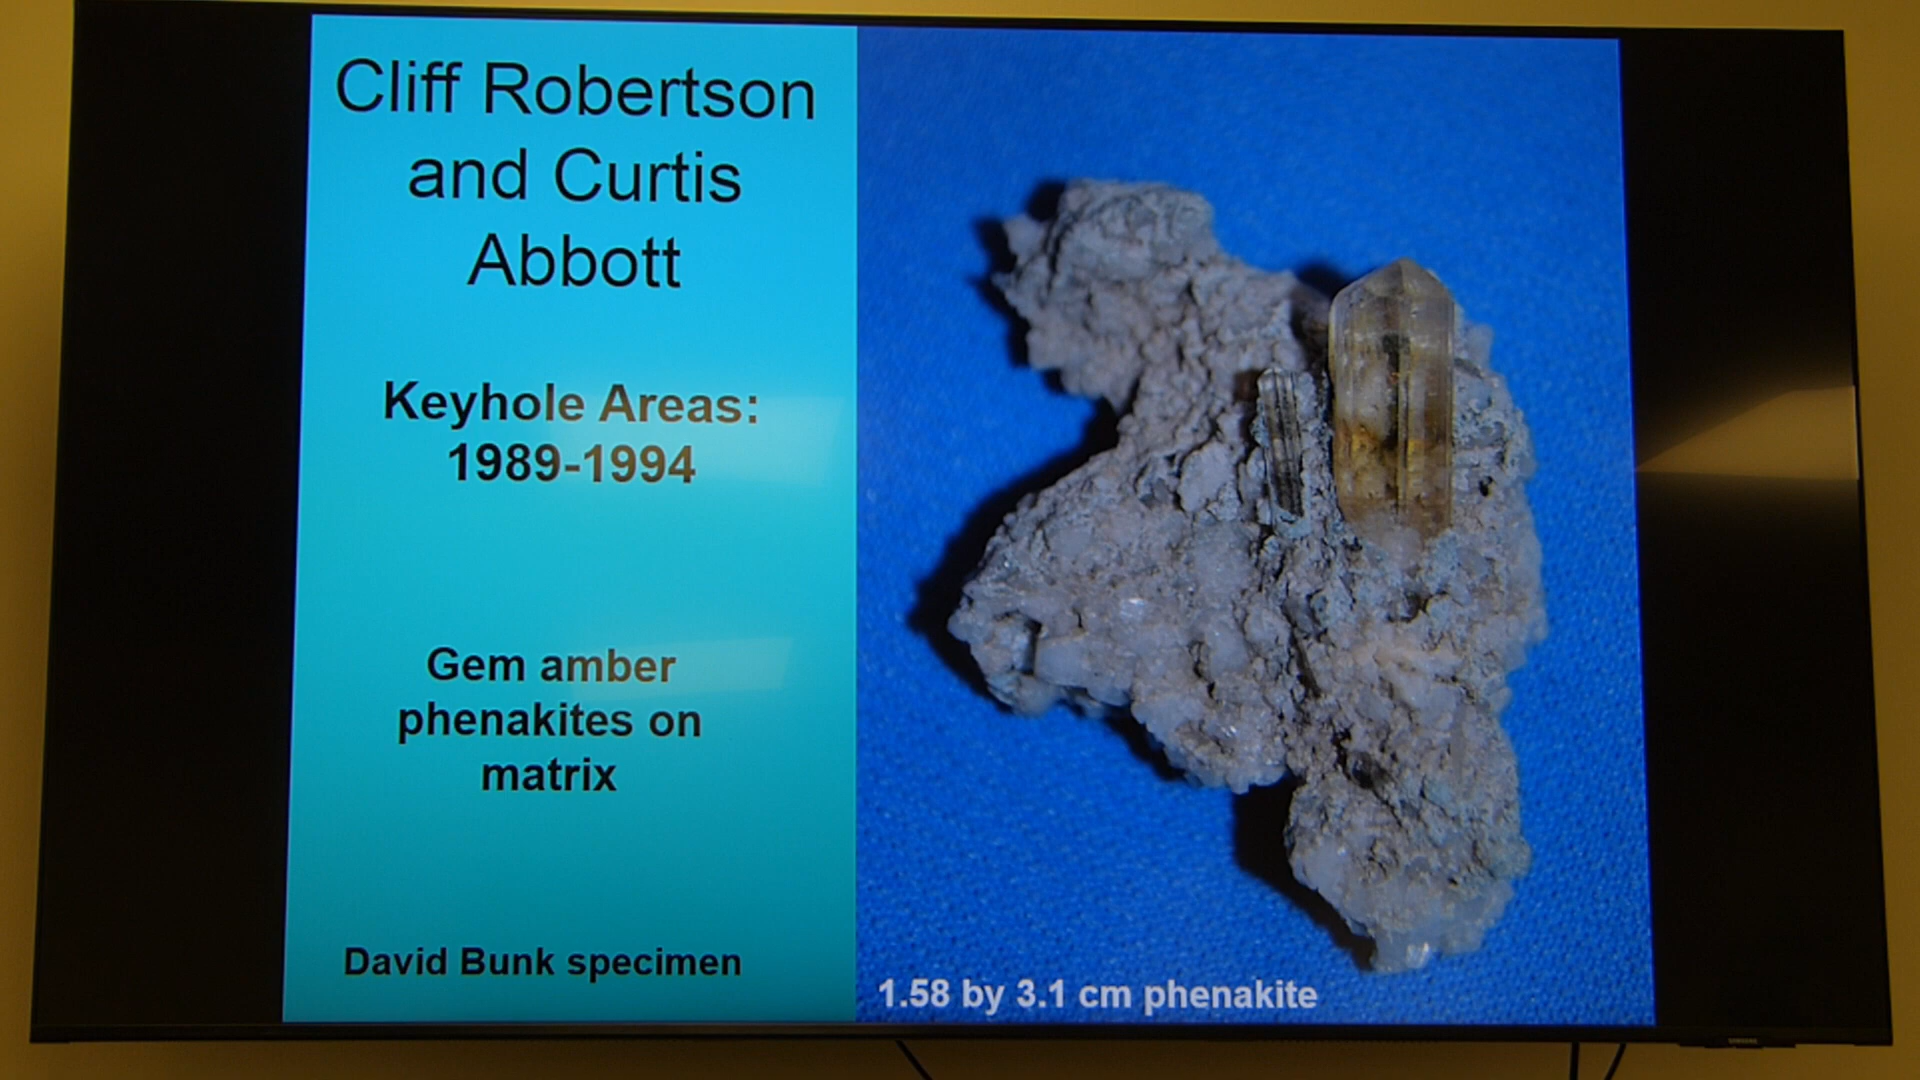 Cliff Robertson
and Curtis
Abbott
Keyhole Areas:
1989-1994
Gem amber
phenakites on
matrix
David Bunk specimen
1.58 by 3.1 cm phenakite
SAMSUNG